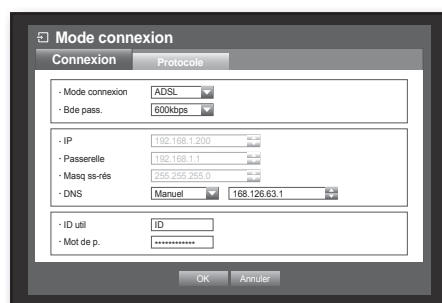 Mode connexion
Connexion Protocole
· Mode connexion ADSL
· Bde pass. 600kbps
· IP 192.168.1.200
· Passerelle 192.168.1.1
· Masq ss-rés 255.255.255.0
· DNS Manuel 168.126.63.1
· ID util ID
· Mot de p. ************
OK Annuler